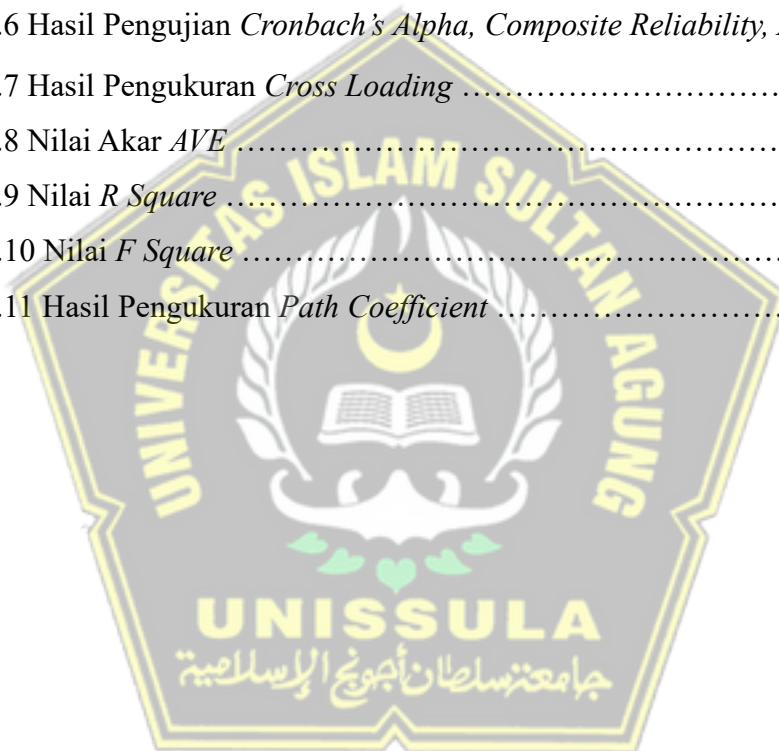 .6 Hasil Pengujian Cronbach's Alpha, Composite Reliability,
.7 Hasil Pengukuran Cross Loading ……………………………
.8 Nilai Akar AVE ……………………………………………………
.9 Nilai R Square ……………………………………………………
.10 Nilai F Square …………………………………………………
.11 Hasil Pengukuran Path Coefficient …………………………
UNIVERSITAS ISLAM SULTAN AGUNG
UNISSULA
جامعة سلطان أجونج الإسلامية